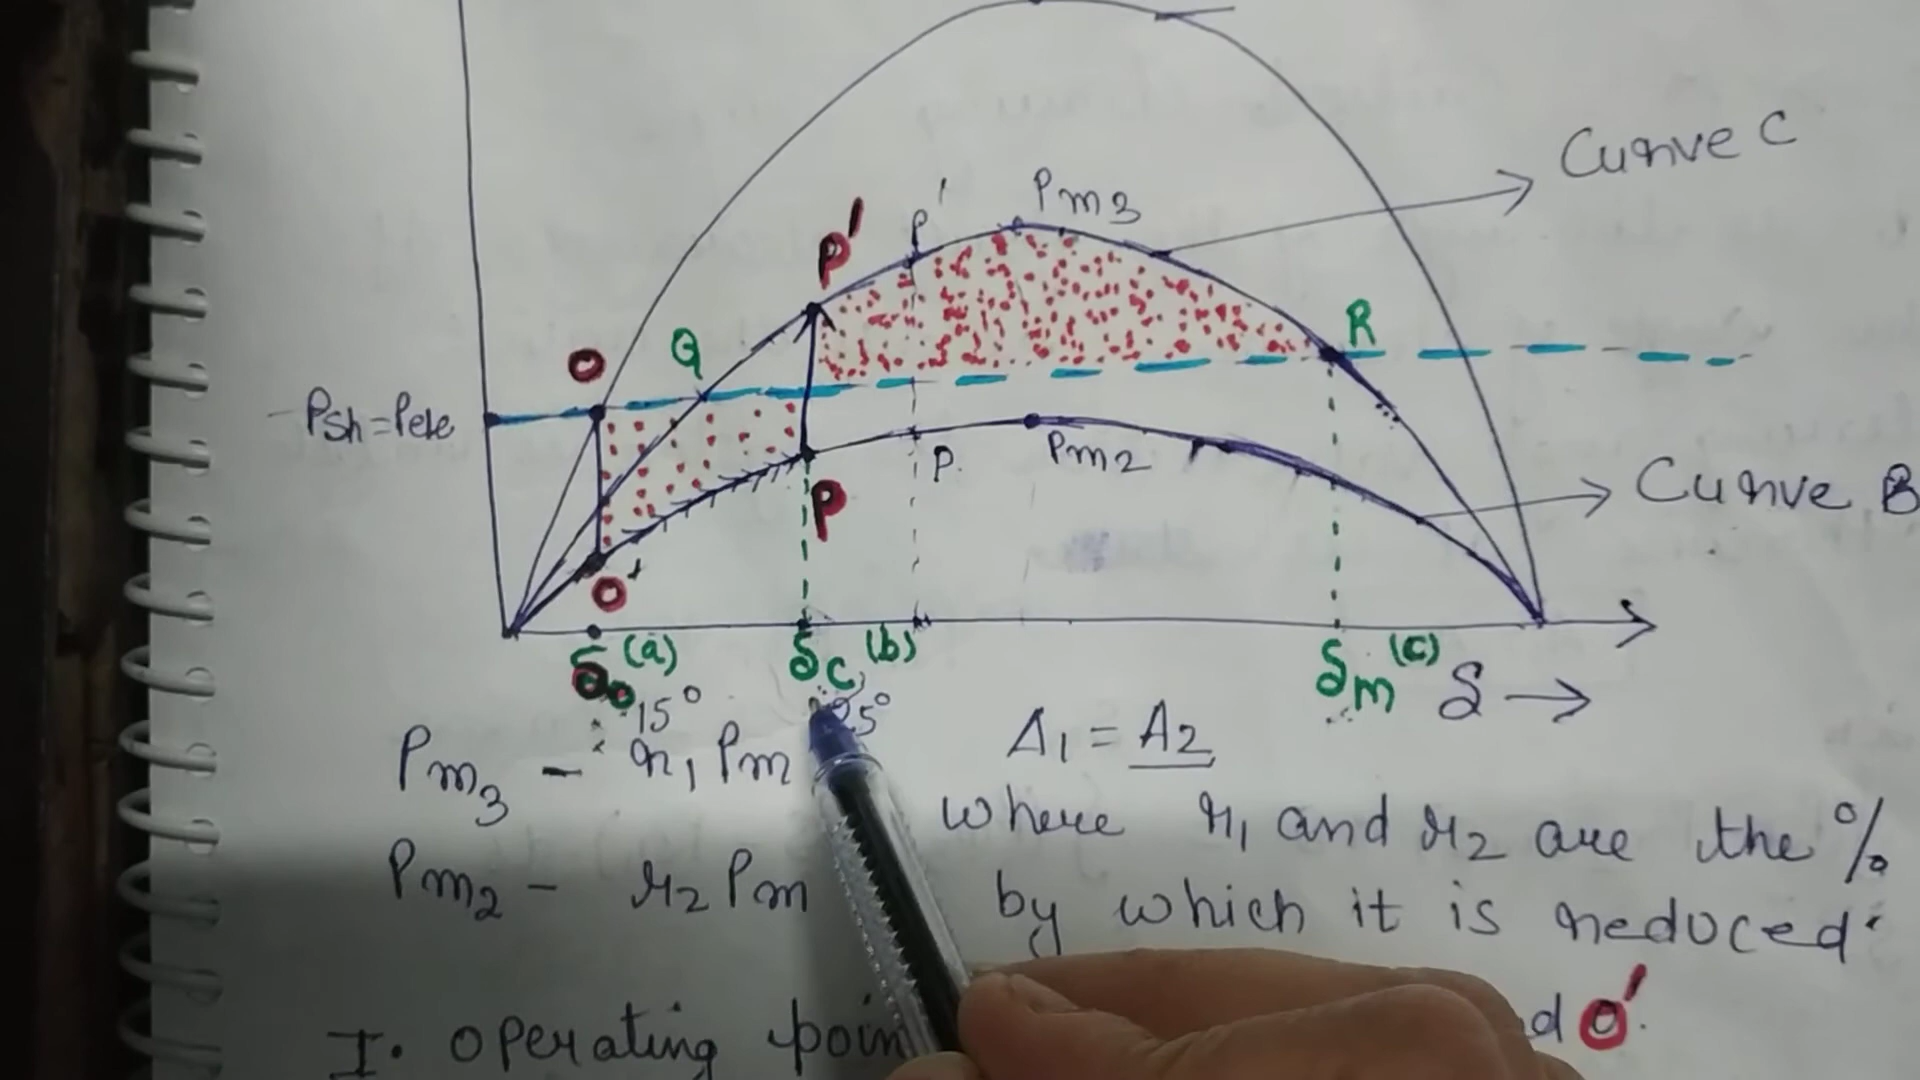 Curve C
Pm3
P'
P'
Q
R
O
Psh = Pele
P.
Pm2
P
Curve B
O'
δo (a)
δc (b)
δm (c)
δ →
15°
Pm3 - r1 Pm
A1 = A2
where r1 and r2 are the %
Pm2 - r2 Pm
by which it is reduced.
I. Operating poin
d O'.